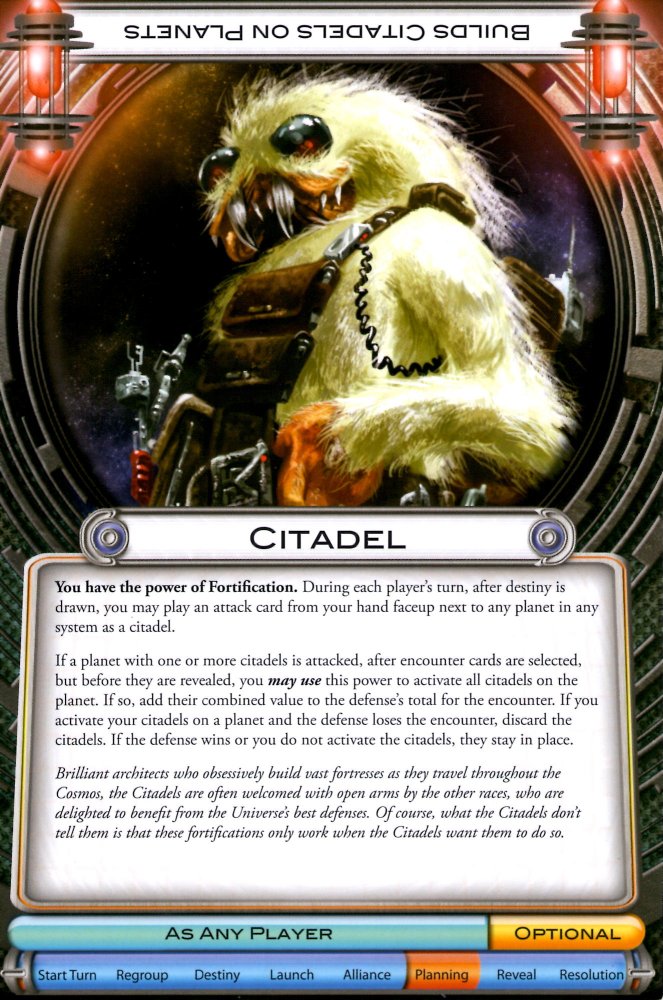 BUILDS CITADELS ON PLANETS
CITADEL
You have the power of Fortification. During each player's turn, after destiny is
drawn, you may play an attack card from your hand faceup next to any planet in any
system as a citadel.
If a planet with one or more citadels is attacked, after encounter cards are selected,
but before they are revealed, you may use this power to activate all citadels on the
planet. If so, add their combined value to the defense's total for the encounter. If you
activate your citadels on a planet and the defense loses the encounter, discard the
citadels. If the defense wins or you do not activate the citadels, they stay in place.
Brilliant architects who obsessively build vast fortresses as they travel throughout the
Cosmos, the Citadels are often welcomed with open arms by the other races, who are
delighted to benefit from the Universe's best defenses. Of course, what the Citadels don't
tell them is that these fortifications only work when the Citadels want them to do so.
AS ANY PLAYER OPTIONAL
Start Turn Regroup Destiny Launch Alliance Planning Reveal Resolution